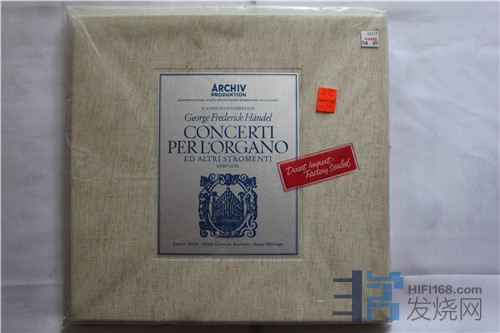 ARCHIV
PRODUKTION
George Frederick Händel
CONCERTI
PER L'ORGANO
ED ALTRI STROMENTI
COMPLETE
Direct Import
Factory Sealed
HIFI168.com
发烧网